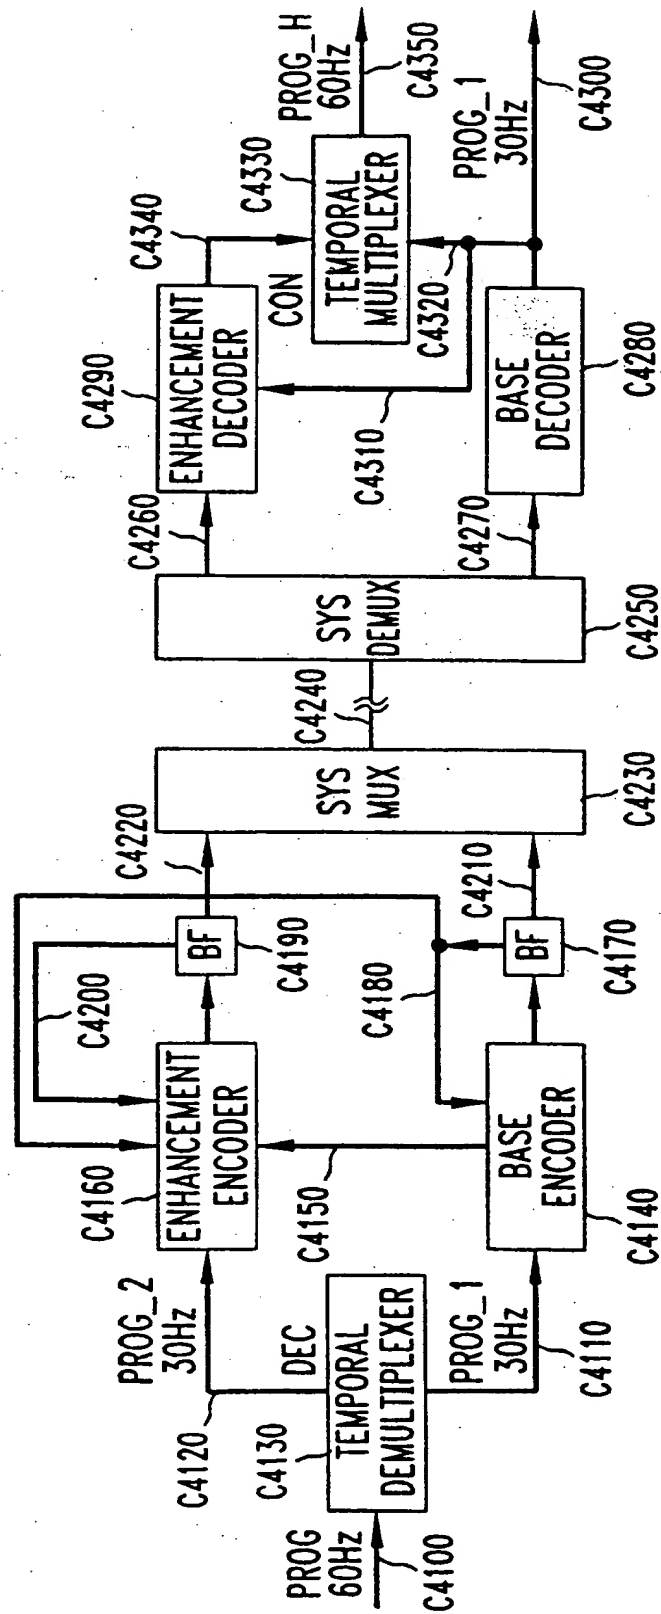 PROG
60Hz
C4100
TEMPORAL
DEMULTIPLEXER
C4130
DEC
C4120
PROG_2
30Hz
PROG_1
30Hz
C4110
C4160
ENHANCEMENT
ENCODER
C4150
BASE
ENCODER
C4140
C4200
BF
C4190
C4180
BF
C4170
C4220
C4210
SYS
MUX
C4230
C4240
SYS
DEMUX
C4250
C4260
C4270
C4290
ENHANCEMENT
DECODER
C4310
BASE
DECODER
C4280
C4340
CON
C4330
TEMPORAL
MULTIPLEXER
C4320
PROG_H
60Hz
C4350
PROG_1
30Hz
C4300